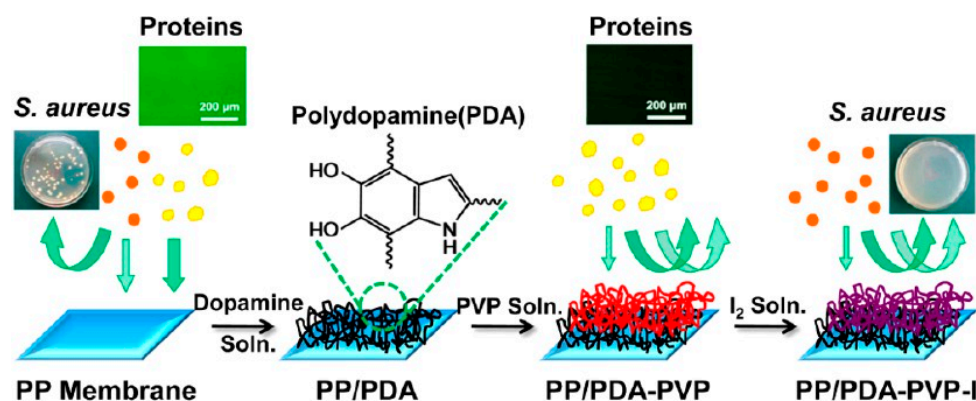 Proteins
Proteins
200 μm
200 μm
S. aureus
S. aureus
Polydopamine(PDA)
HO
HO
N
H
Dopamine
Soln.
PVP Soln.
I₂ Soln.
PP Membrane
PP/PDA
PP/PDA-PVP
PP/PDA-PVP-I